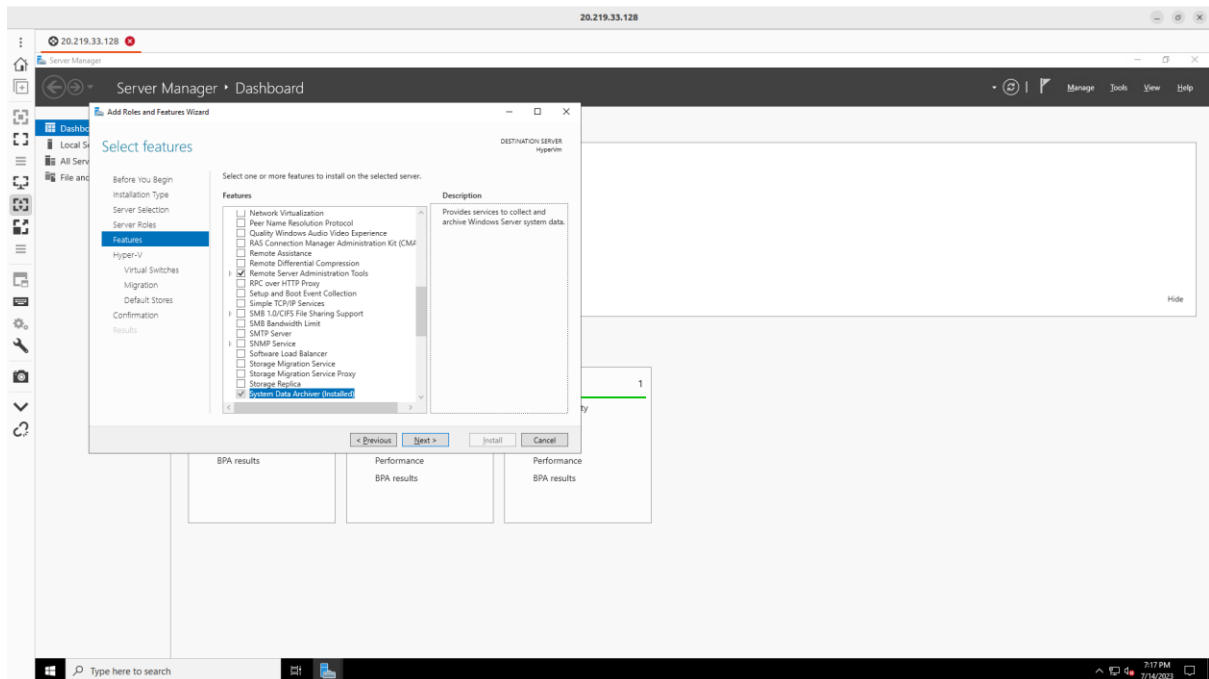 20.219.33.128
20.219.33.128
Server Manager
Server Manager • Dashboard
Manage Tools View Help
Add Roles and Features Wizard
Dashbo
Local S
All Serv
File and
Select features
DESTINATION SERVER
HyperVm
Before You Begin
Installation Type
Server Selection
Server Roles
Features
Hyper-V
Virtual Switches
Migration
Default Stores
Confirmation
Results
Select one or more features to install on the selected server.
Features
Network Virtualization
Peer Name Resolution Protocol
Quality Windows Audio Video Experience
RAS Connection Manager Administration Kit (CMA
Remote Assistance
Remote Differential Compression
Remote Server Administration Tools
RPC over HTTP Proxy
Setup and Boot Event Collection
Simple TCP/IP Services
SMB 1.0/CIFS File Sharing Support
SMB Bandwidth Limit
SMTP Server
SNMP Service
Software Load Balancer
Storage Migration Service
Storage Migration Service Proxy
Storage Replica
System Data Archiver (Installed)
Description
Provides services to collect and
archive Windows Server system data.
< Previous Next > Install Cancel
Hide
1
ty
Performance Performance
BPA results BPA results BPA results
Type here to search
7:17 PM
7/14/2023